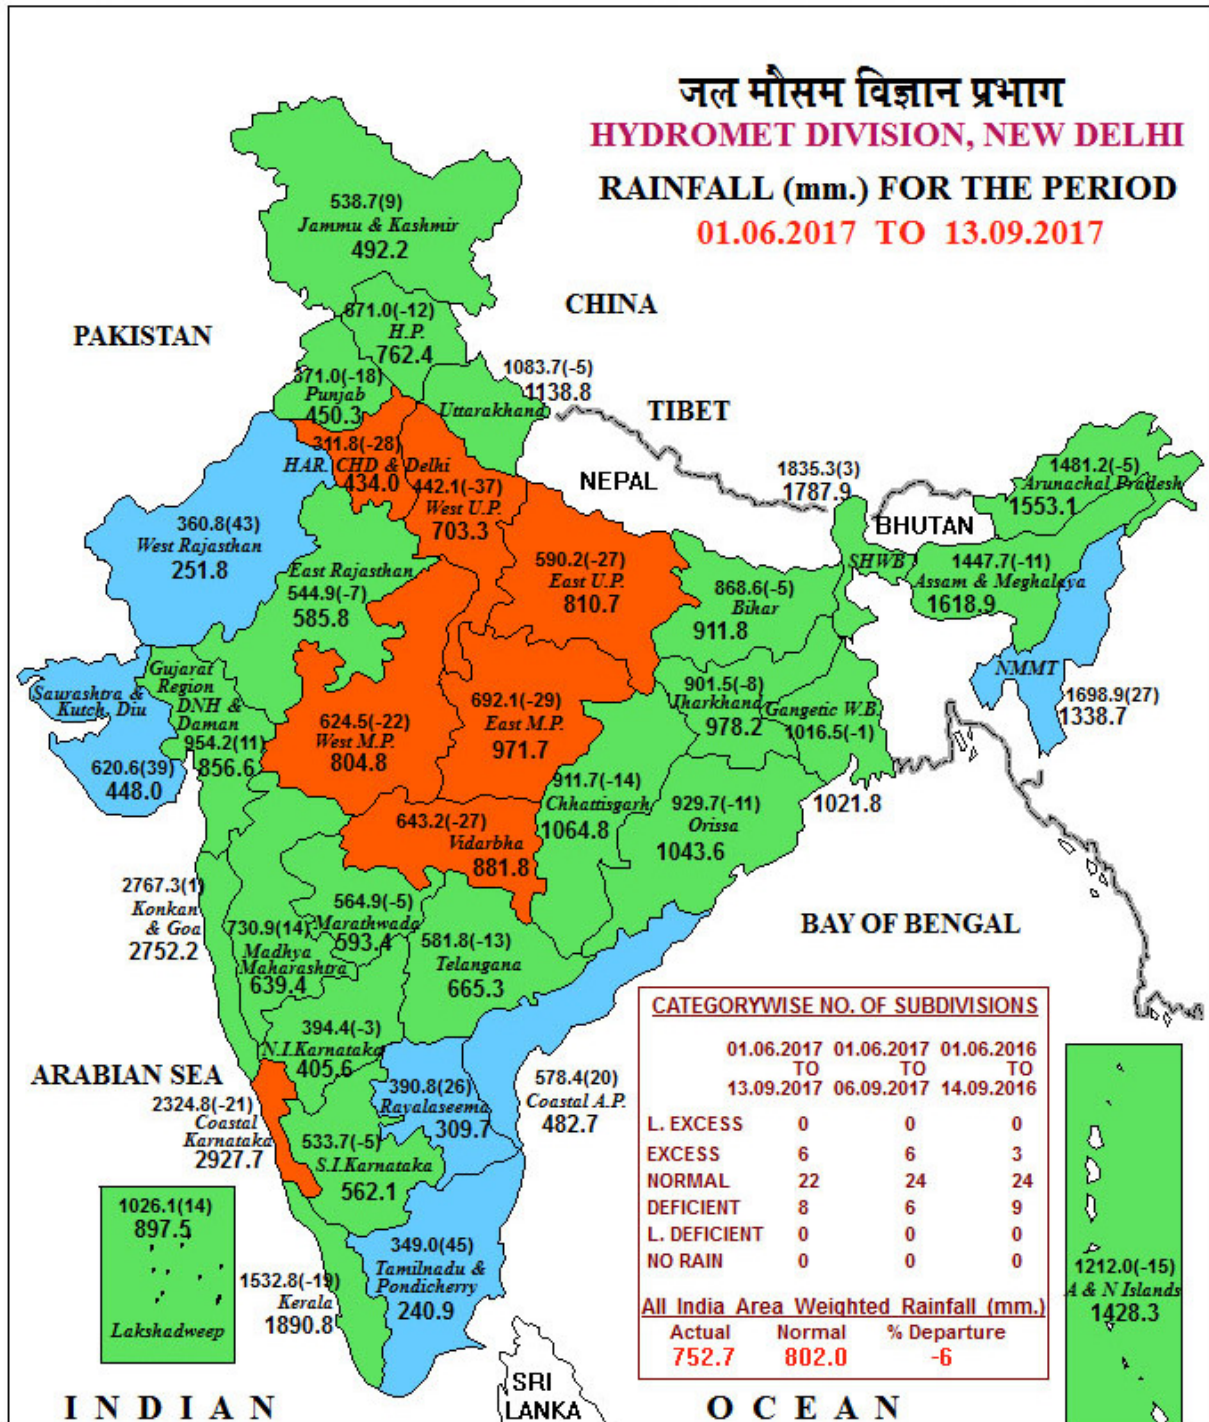 जल मौसम विज्ञान प्रभाग
HYDROMET DIVISION, NEW DELHI
RAINFALL (mm.) FOR THE PERIOD
01.06.2017 TO 13.09.2017
538.7(9)
Jammu & Kashmir
492.2
CHINA
671.0(-12)
H.P.
762.4
PAKISTAN
371.0(-18)
Punjab
450.3
1083.7(-5)
1138.8
Uttarakhand
TIBET
311.8(-28)
HAR. CHD & Delhi
434.0
442.1(-37)
West U.P.
703.3
NEPAL
1835.3(3)
1787.9
1481.2(-5)
Arunachal Pradesh
1553.1
BHUTAN
360.8(43)
West Rajasthan
251.8
East Rajasthan
544.9(-7)
585.8
590.2(-27)
East U.P.
810.7
868.6(-5)
Bihar
911.8
SHWB
1447.7(-11)
Assam & Meghalaya
1618.9
NMMT
1698.9(27)
1338.7
Saurashtra &
Kutch, Diu
620.6(39)
448.0
Gujarat
Region
DNH &
Daman
954.2(11)
856.6
624.5(-22)
West M.P.
804.8
692.1(-29)
East M.P.
971.7
901.5(-8)
Jharkhand
978.2
Gangetic W.B.
1016.5(-1)
1021.8
911.7(-14)
Chhattisgarh
1064.8
929.7(-11)
Orissa
1043.6
643.2(-27)
Vidarbha
881.8
2767.3(1)
Konkan
& Goa
2752.2
730.9(14)
Madhya
Maharashtra
639.4
564.9(-5)
Marathwada
593.4
581.8(-13)
Telangana
665.3
BAY OF BENGAL
394.4(-3)
N.I.Karnataka
405.6
ARABIAN SEA
2324.8(-21)
Coastal
Karnataka
2927.7
390.8(26)
Rayalaseema
309.7
578.4(20)
Coastal A.P.
482.7
533.7(-5)
S.I.Karnataka
562.1
1026.1(14)
897.5
Lakshadweep
1532.8(-19)
Kerala
1890.8
349.0(45)
Tamilnadu &
Pondicherry
240.9
CATEGORYWISE NO. OF SUBDIVISIONS
01.06.2017 01.06.2017 01.06.2016
TO TO TO
13.09.2017 06.09.2017 14.09.2016
L. EXCESS 0 0 0
EXCESS 6 6 3
NORMAL 22 24 24
DEFICIENT 8 6 9
L. DEFICIENT 0 0 0
NO RAIN 0 0 0
All India Area Weighted Rainfall (mm.)
Actual Normal % Departure
752.7 802.0 -6
1212.0(-15)
A & N Islands
1428.3
SRI
LANKA
INDIAN OCEAN